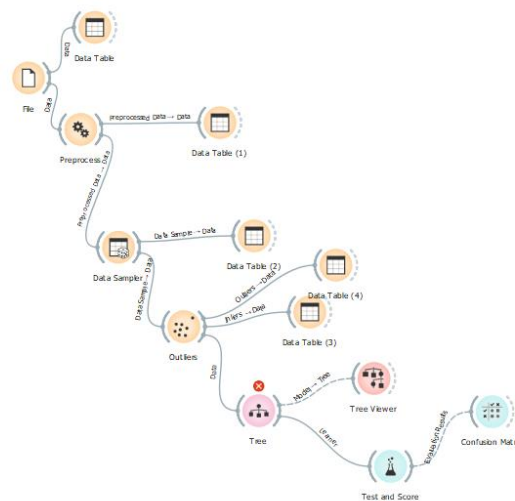 Data
Data Table
File
Data
preprocessed Data → Data
Preprocess
Data Table (1)
Preprocessed Data → Data
Data Sample → Data
Data Sampler
Data Table (2)
Data Sample → Data
Outliers → Data
Data Table (4)
Inliers → Data
Data Table (3)
Outliers
Data
Model → Tree
Tree Viewer
Tree
Learner
Evaluation Results
Confusion Mat
Test and Score